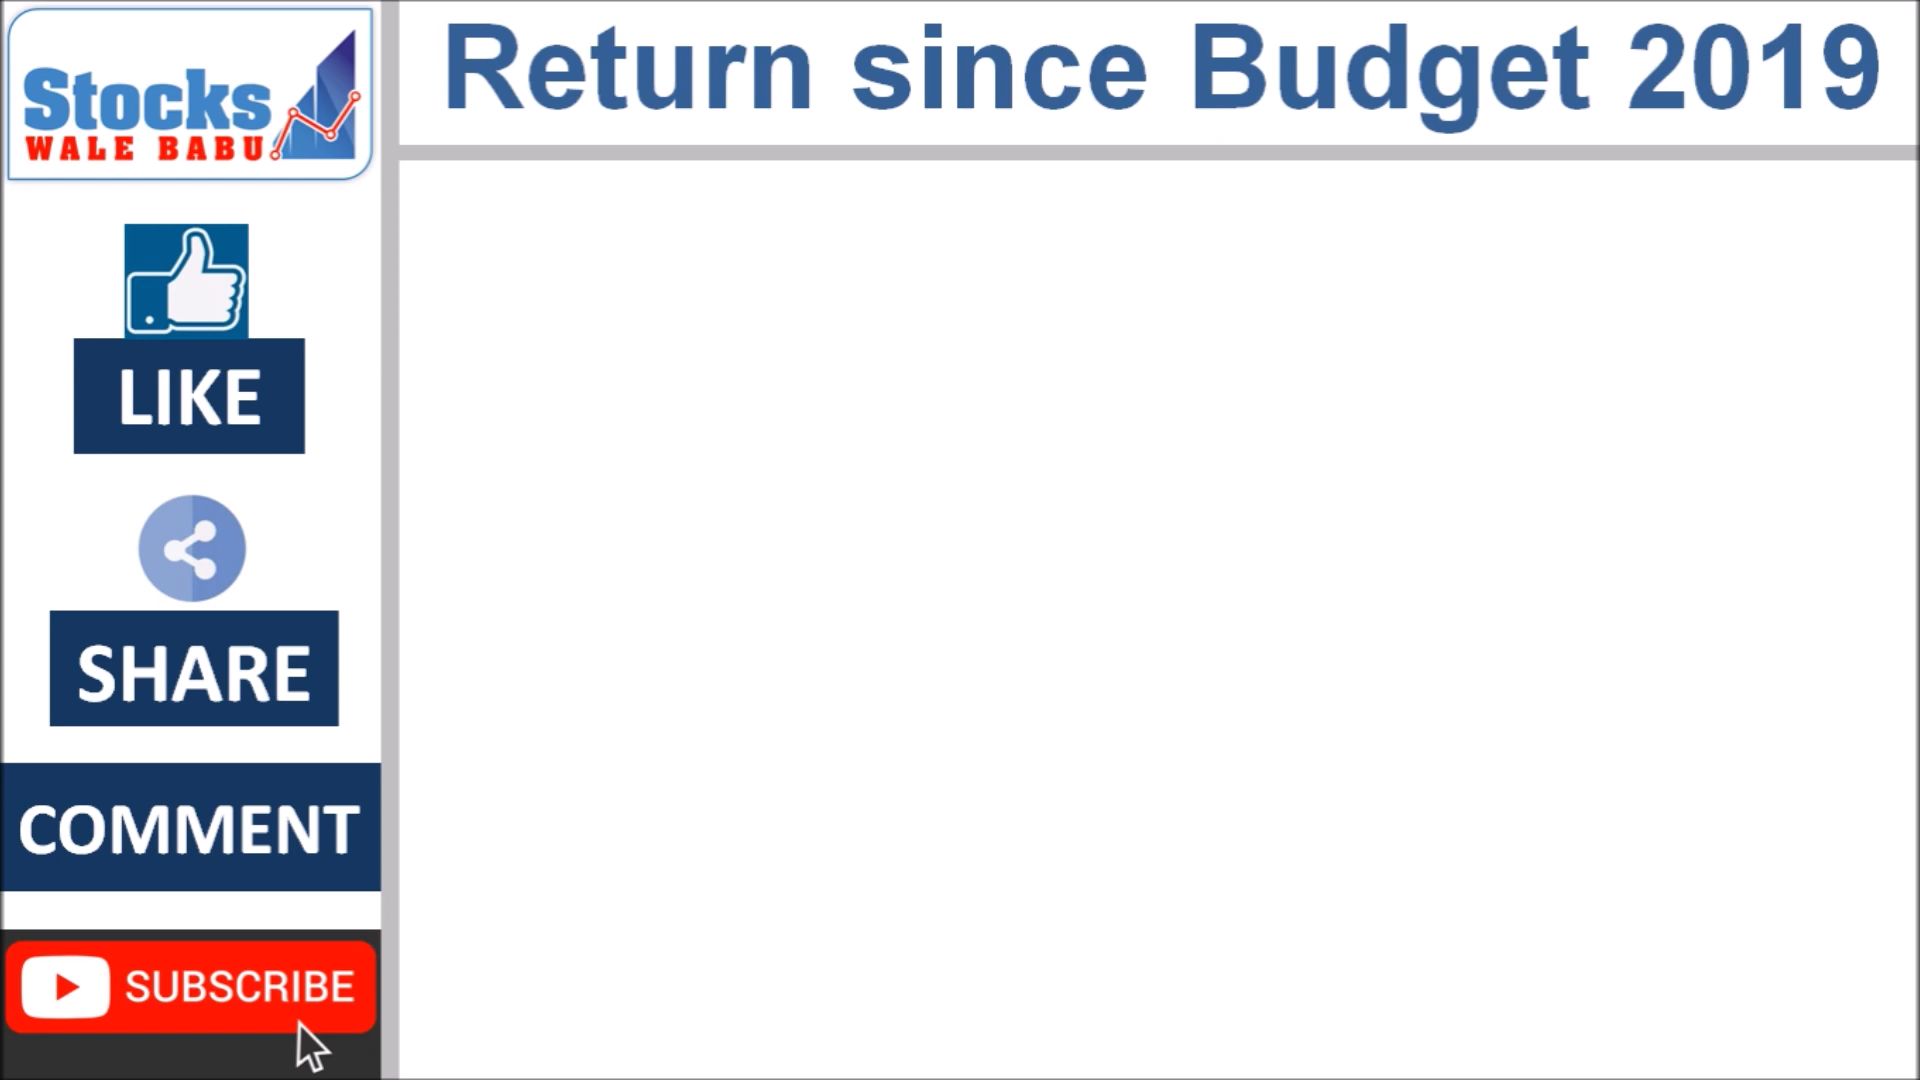 Stocks
WALE BABU
Return since Budget 2019
LIKE
SHARE
COMMENT
SUBSCRIBE